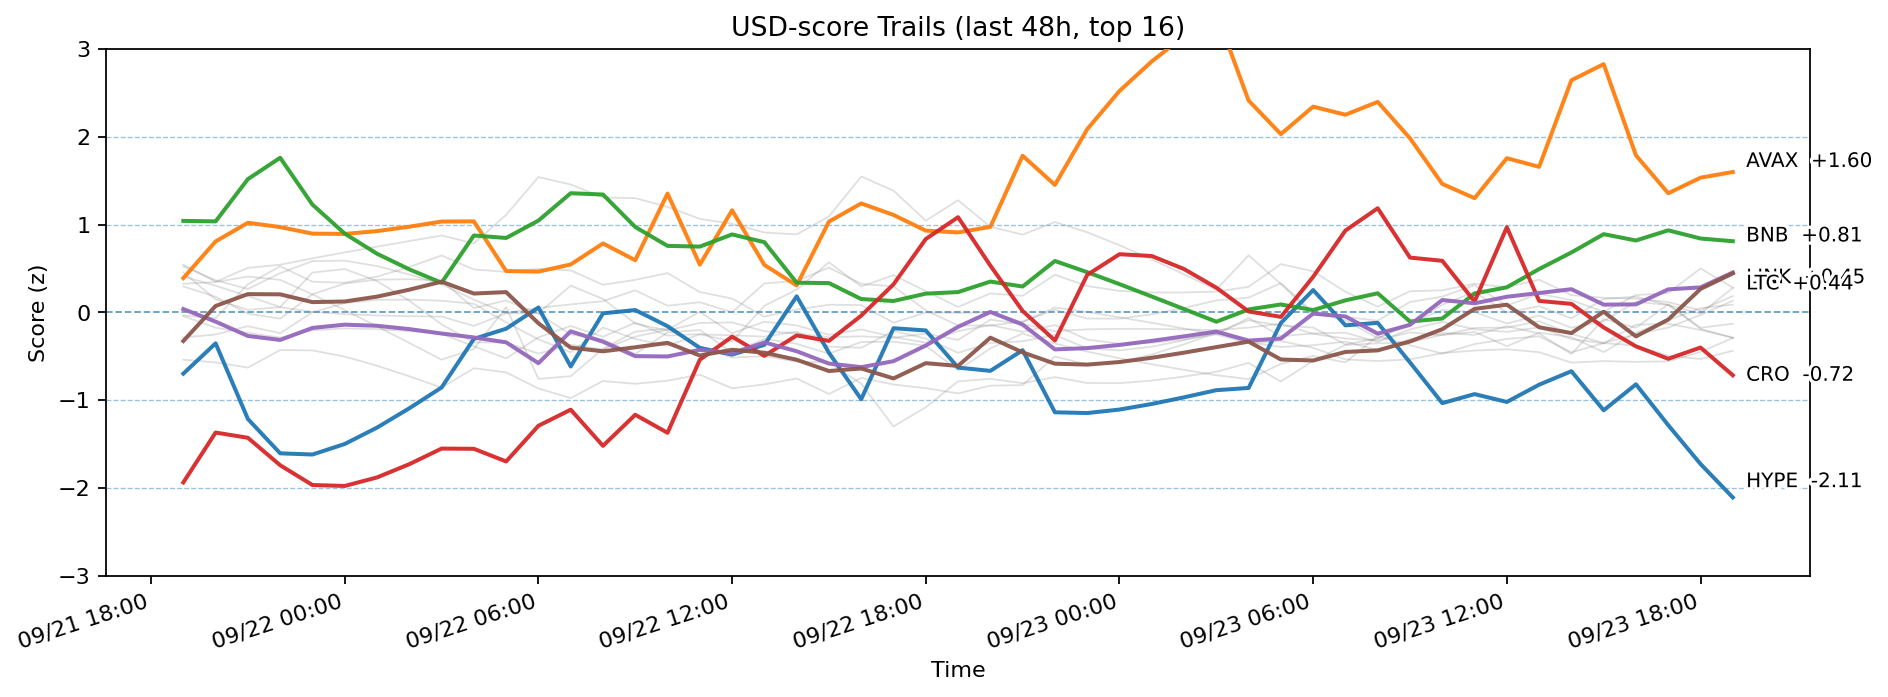 USD-score Trails (last 48h, top 16)
Score (z)
3
2
1
0
−1
−2
−3
AVAX +1.60
BNB +0.81
LINK +0.45
LTC +0.44
CRO -0.72
HYPE -2.11
09/21 18:00
09/22 00:00
09/22 06:00
09/22 12:00
09/22 18:00
09/23 00:00
09/23 06:00
09/23 12:00
09/23 18:00
Time